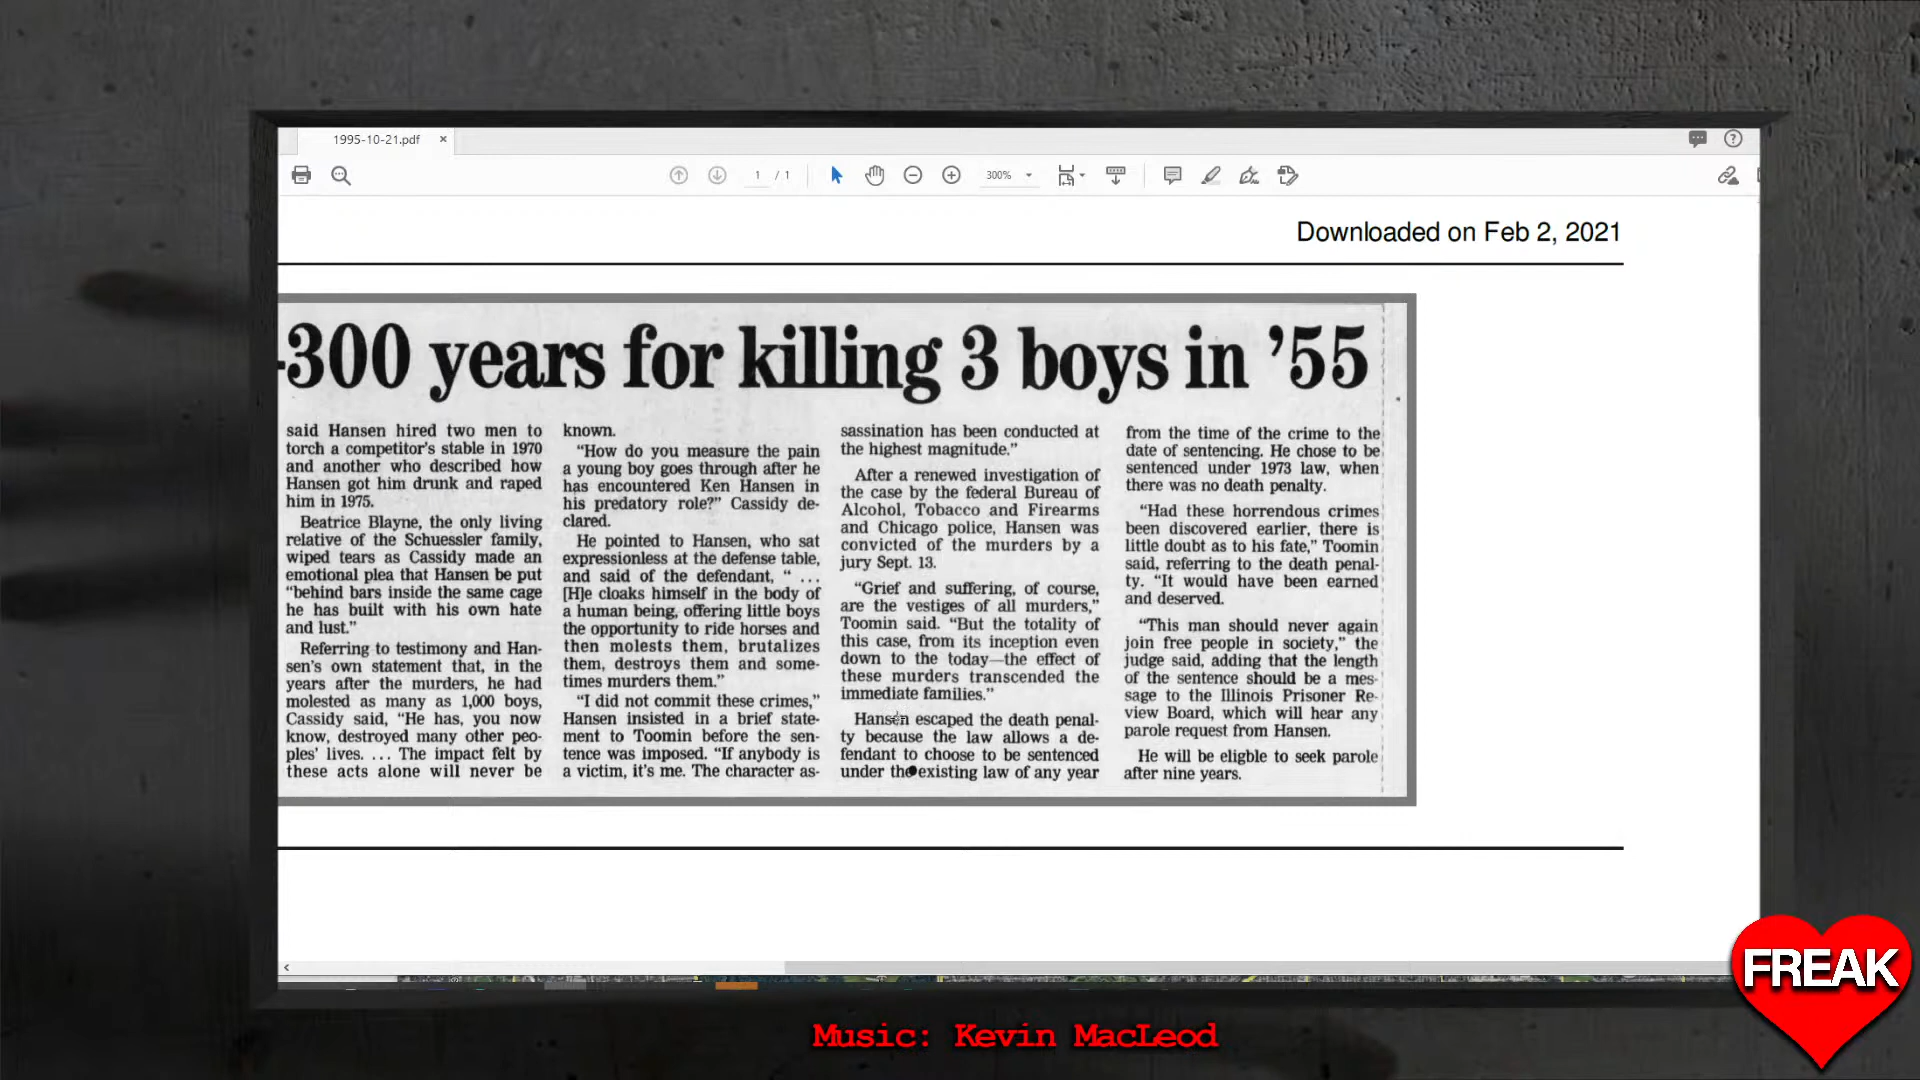 1995-10-21.pdf
1 / 1
300%
Downloaded on Feb 2, 2021
-300 years for killing 3 boys in ’55
said Hansen hired two men to
torch a competitor’s stable in 1970
and another who described how
Hansen got him drunk and raped
him in 1975.
Beatrice Blayne, the only living
relative of the Schuessler family,
wiped tears as Cassidy made an
emotional plea that Hansen be put
“behind bars inside the same cage
he has built with his own hate
and lust.”
Referring to testimony and Han-
sen’s own statement that, in the
years after the murders, he had
molested as many as 1,000 boys,
Cassidy said, “He has, you now
know, destroyed many other peo-
ples’ lives. … The impact felt by
these acts alone will never be
known.
“How do you measure the pain
a young boy goes through after he
has encountered Ken Hansen in
his predatory role?” Cassidy de-
clared.
He pointed to Hansen, who sat
expressionless at the defense table,
and said of the defendant, “ …
[H]e cloaks himself in the body of
a human being, offering little boys
the opportunity to ride horses and
then molests them, brutalizes
them, destroys them and some-
times murders them.”
“I did not commit these crimes,”
Hansen insisted in a brief state-
ment to Toomin before the sen-
tence was imposed. “If anybody is
a victim, it’s me. The character as-
sassination has been conducted at
the highest magnitude.”
After a renewed investigation of
the case by the federal Bureau of
Alcohol, Tobacco and Firearms
and Chicago police, Hansen was
convicted of the murders by a
jury Sept. 13.
“Grief and suffering, of course,
are the vestiges of all murders,”
Toomin said. “But the totality of
this case, from its inception even
down to the today—the effect of
these murders transcended the
immediate families.”
Hansen escaped the death penal-
ty because the law allows a de-
fendant to choose to be sentenced
under the existing law of any year
from the time of the crime to the
date of sentencing. He chose to be
sentenced under 1973 law, when
there was no death penalty.
“Had these horrendous crimes
been discovered earlier, there is
little doubt as to his fate,” Toomin
said, referring to the death penal-
ty. “It would have been earned
and deserved.
“This man should never again
join free people in society,” the
judge said, adding that the length
of the sentence should be a mes-
sage to the Illinois Prisoner Re-
view Board, which will hear any
parole request from Hansen.
He will be eligble to seek parole
after nine years.
FREAK
Music: Kevin MacLeod